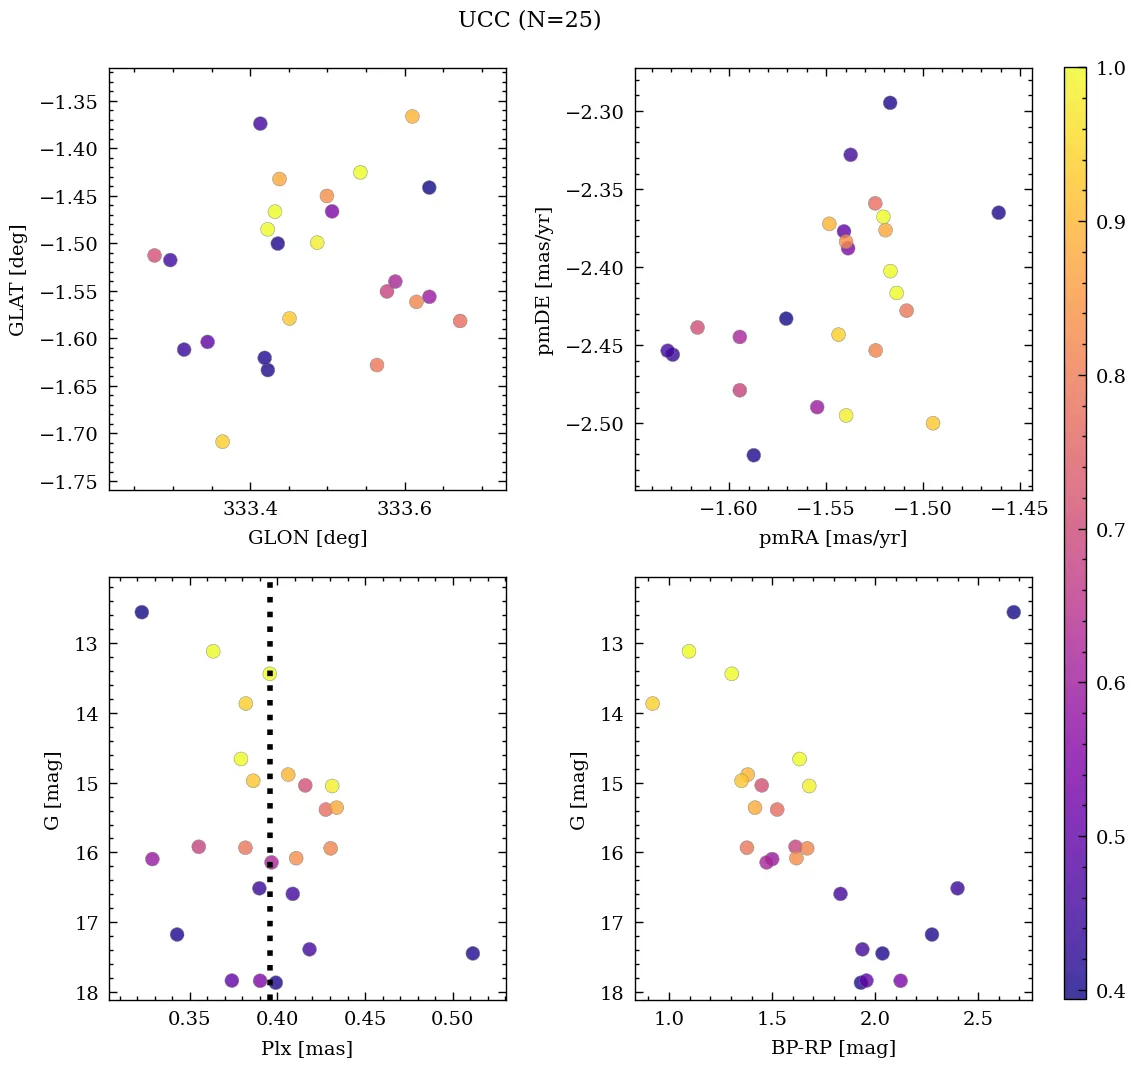 UCC (N=25)
−1.35
−1.40
−1.45
−1.50
−1.55
−1.60
−1.65
−1.70
−1.75
GLAT [deg]
333.4 333.6
GLON [deg]
−2.30
−2.35
−2.40
−2.45
−2.50
pmDE [mas/yr]
−1.60 −1.55 −1.50 −1.45
pmRA [mas/yr]
13
14
15
16
17
18
G [mag]
0.35 0.40 0.45 0.50
Plx [mas]
13
14
15
16
17
18
G [mag]
1.0 1.5 2.0 2.5
BP-RP [mag]
1.0
0.9
0.8
0.7
0.6
0.5
0.4